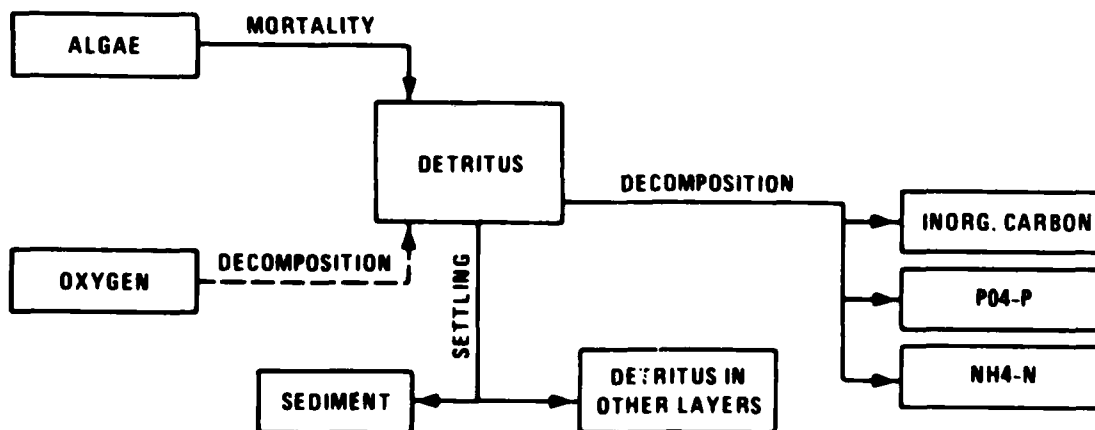 MORTALITY
ALGAE
DETRITUS
DECOMPOSITION
INORG. CARBON
DECOMPOSITION
OXYGEN
PO4-P
SETTLING
NH4-N
SEDIMENT
DETRITUS IN
OTHER LAYERS